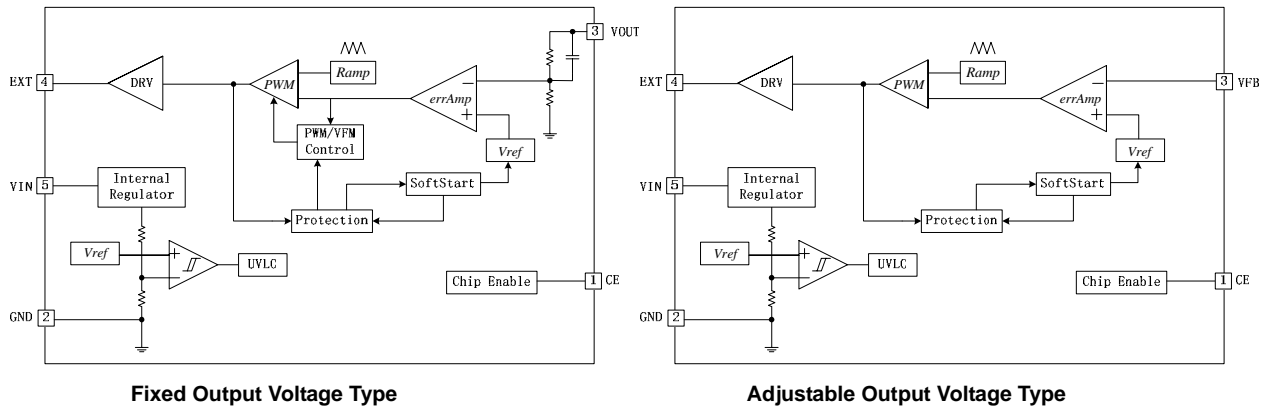 3 VOUT
EXT 4
DRV
PWM
Ramp
errAmp
−
+
PWM/VFM
Control
Vref
VIN 5
Internal
Regulator
SoftStart
Protection
Vref
+
−
UVLC
Chip Enable
1 CE
GND 2
Fixed Output Voltage Type
EXT 4
DRV
PWM
Ramp
errAmp
−
+
3 VFB
Vref
VIN 5
Internal
Regulator
SoftStart
Protection
Vref
+
−
UVLC
Chip Enable
1 CE
GND 2
Adjustable Output Voltage Type